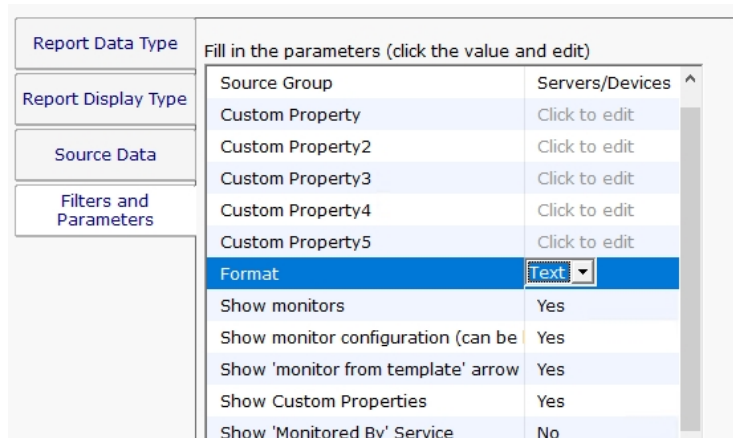 Report Data Type
Report Display Type
Source Data
Filters and
Parameters
Fill in the parameters (click the value and edit)
Source Group Servers/Devices
Custom Property Click to edit
Custom Property2 Click to edit
Custom Property3 Click to edit
Custom Property4 Click to edit
Custom Property5 Click to edit
Format Text
Show monitors Yes
Show monitor configuration (can be Yes
Show 'monitor from template' arrow Yes
Show Custom Properties Yes
Show 'Monitored By' Service No